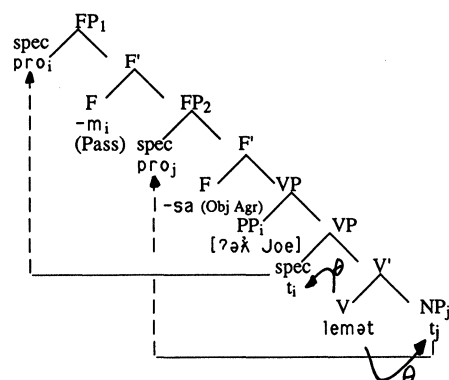 FP₁
spec
proᵢ
F'
F
FP₂
-mᵢ
(Pass)
spec
proⱼ
F'
F
VP
-sa (Obj Agr)
PPᵢ
VP
[ʔəƛ̓ Joe]
spec
tᵢ
θ
V'
V
NPⱼ
lemət
tⱼ
θ